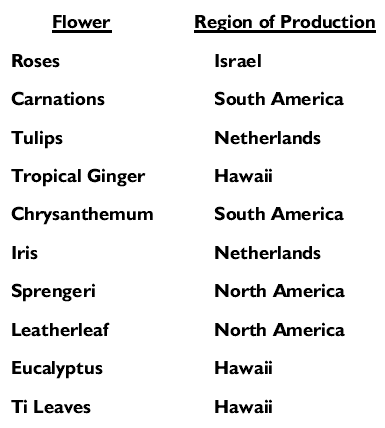 Flower Region of Production
Roses Israel
Carnations South America
Tulips Netherlands
Tropical Ginger Hawaii
Chrysanthemum South America
Iris Netherlands
Sprengeri North America
Leatherleaf North America
Eucalyptus Hawaii
Ti Leaves Hawaii